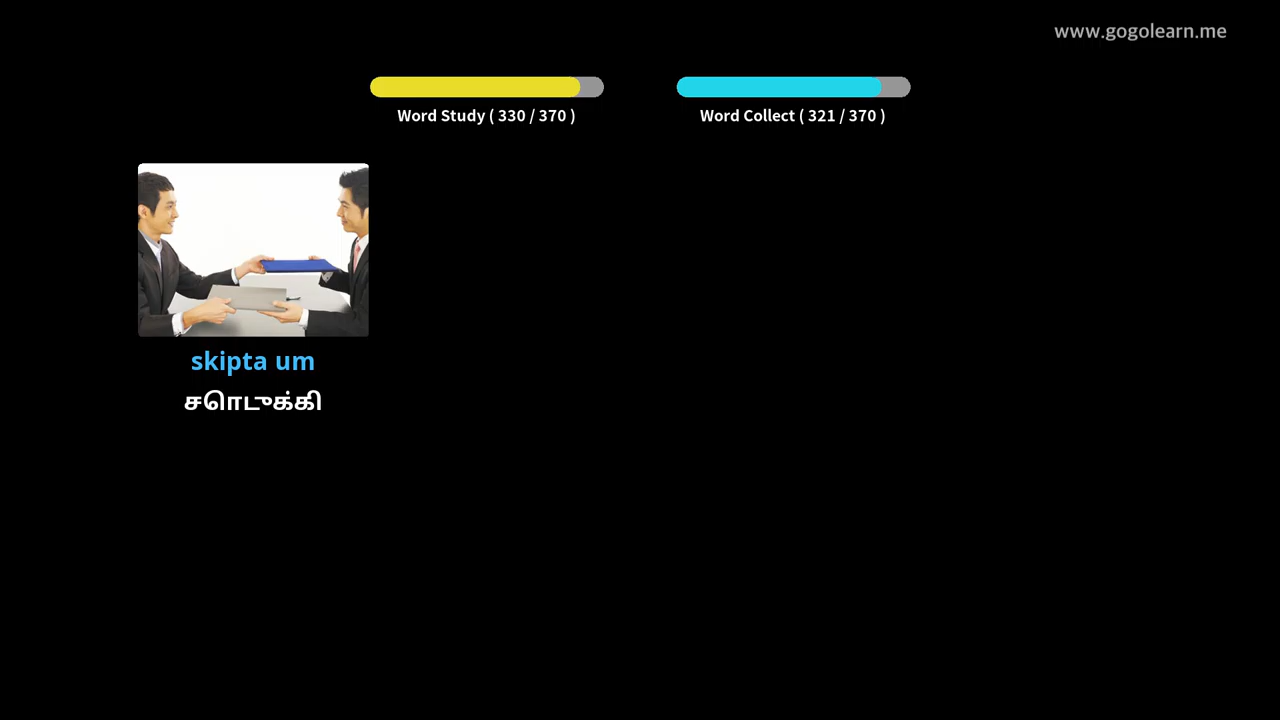 www.gogolearn.me
Word Study ( 330 / 370 )
Word Collect ( 321 / 370 )
skipta um
சொடுக்கி